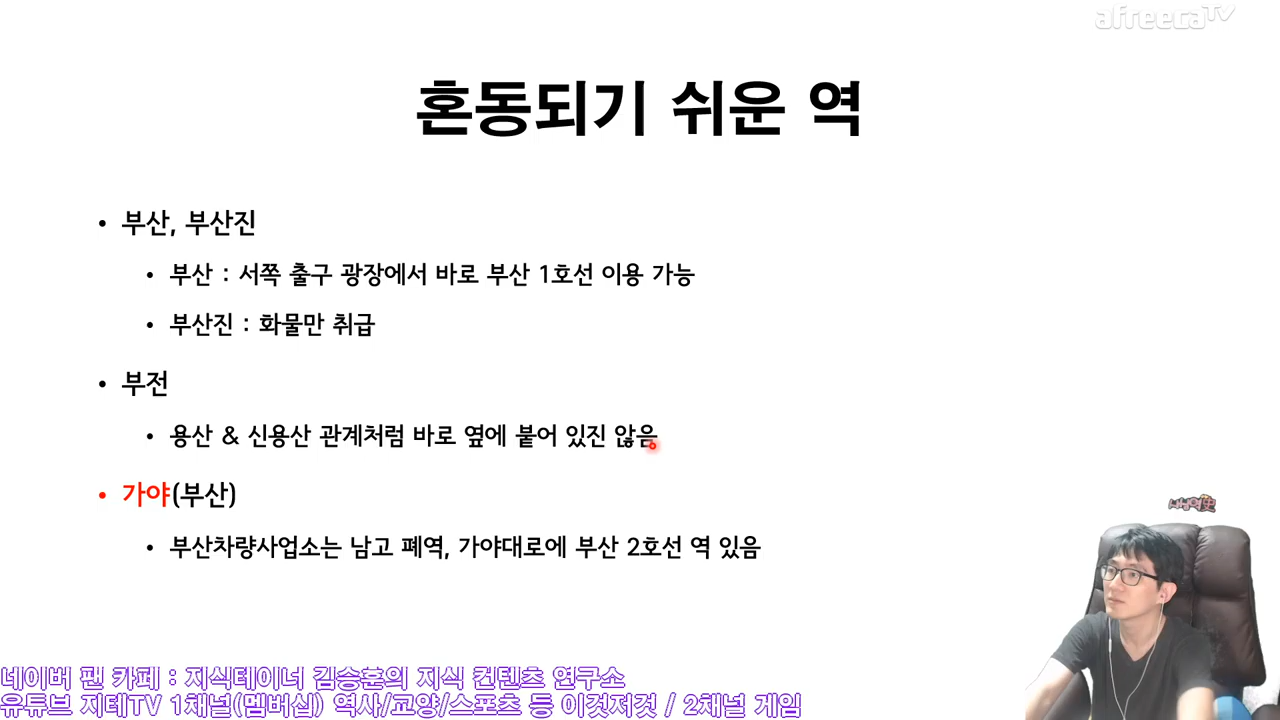 afreecaTV
혼동되기 쉬운 역
• 부산, 부산진
• 부산 : 서쪽 출구 광장에서 바로 부산 1호선 이용 가능
• 부산진 : 화물만 취급
• 부전
• 용산 & 신용산 관계처럼 바로 옆에 붙어 있진 않음
• 가야(부산)
• 부산차량사업소는 남고 폐역, 가야대로에 부산 2호선 역 있음
네이버 팬 카페 : 지식테이너 김승훈의 지식 컨텐츠 연구소
유튜브 지테TV 1채널(멤버십) 역사/교양/스포츠 등 이것저것 / 2채널 게임